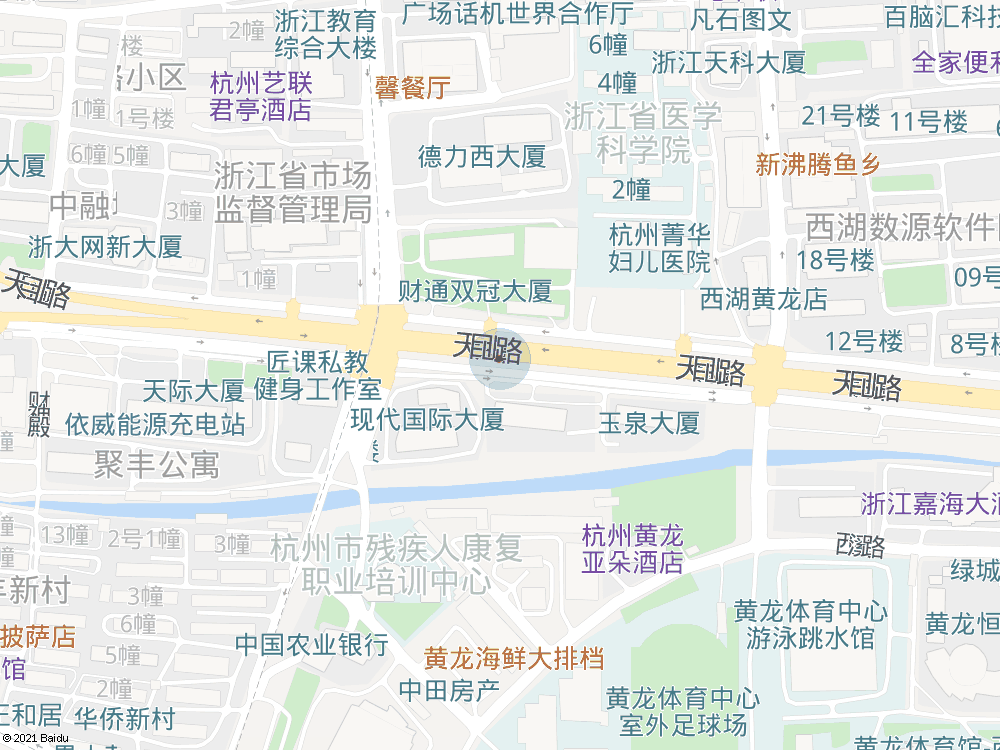 浙江教育
综合大楼
广场话机世界合作厅
凡石图文
百脑汇科技
2幢
楼
6幢
浙江天科大厦
全家便利
路小区
杭州艺联
君亭酒店
馨餐厅
4幢
1幢
1号楼
浙江省医学
科学院
21号楼
11号楼
6幢
5幢
大厦
浙江省市场
监督管理局
德力西大厦
2幢
新沸腾鱼乡
中融
3幢
浙大网新大厦
杭州菁华
妇儿医院
西湖数源软件园
18号楼
1幢
09号
天目山路
财通双冠大厦
西湖黄龙店
12号楼
8号楼
天目山路
天目山路
天目山路
匠课私教
健身工作室
天际大厦
财神殿
依威能源充电站
现代国际大厦
玉泉大厦
聚丰公寓
浙江嘉海大酒
13幢
2号1幢
3幢
杭州市残疾人康复
职业培训中心
杭州黄龙
亚朵酒店
西溪路
绿城
丰新村
3幢
黄龙体育中心
游泳跳水馆
黄龙恒
披萨店
6幢
中国农业银行
馆
5幢
黄龙海鲜大排档
2幢
中田房产
黄龙体育中心
室外足球场
正和居
华侨新村
黄龙体育馆
© 2021 Baidu